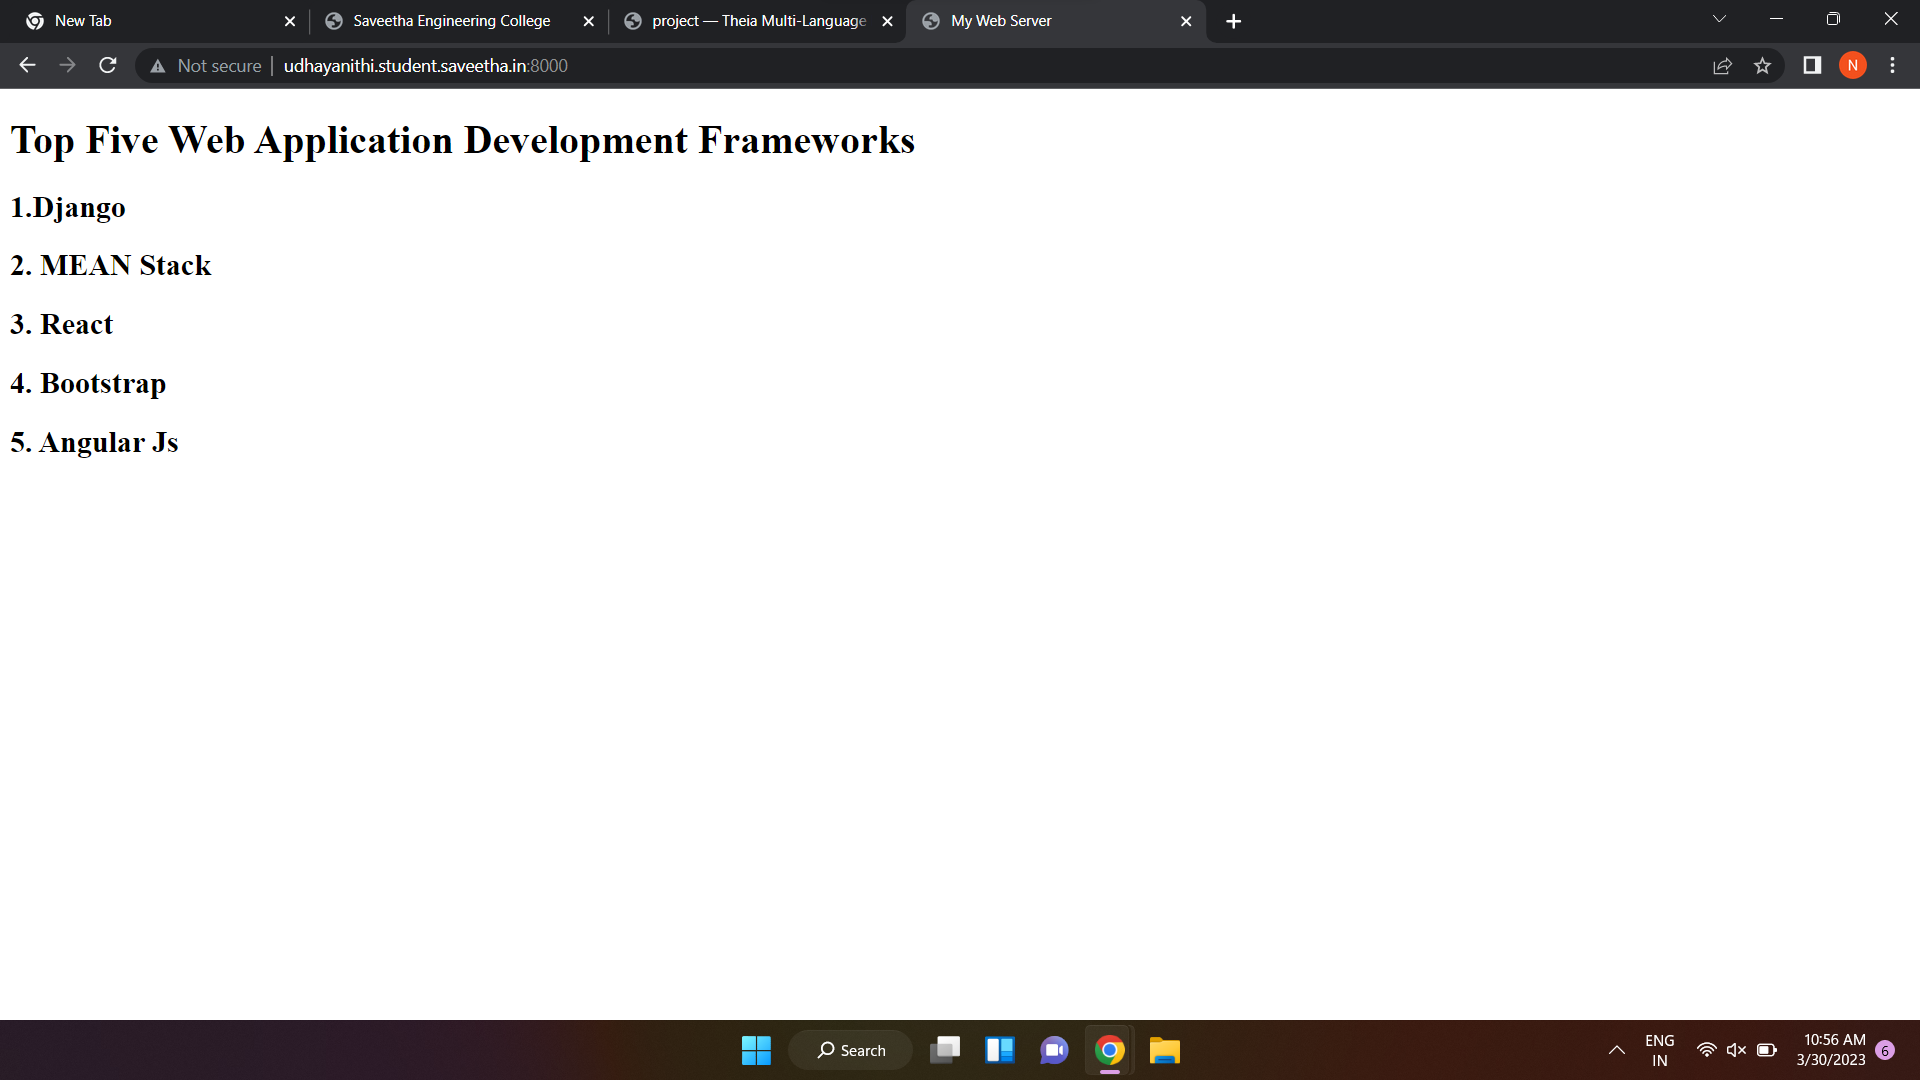 New Tab
Saveetha Engineering College
project — Theia Multi-Language
My Web Server
Not secure
udhayanithi.student.saveetha.in:8000
N
Top Five Web Application Development Frameworks
1.Django
2. MEAN Stack
3. React
4. Bootstrap
5. Angular Js
Search
ENG
IN
10:56 AM
3/30/2023
6